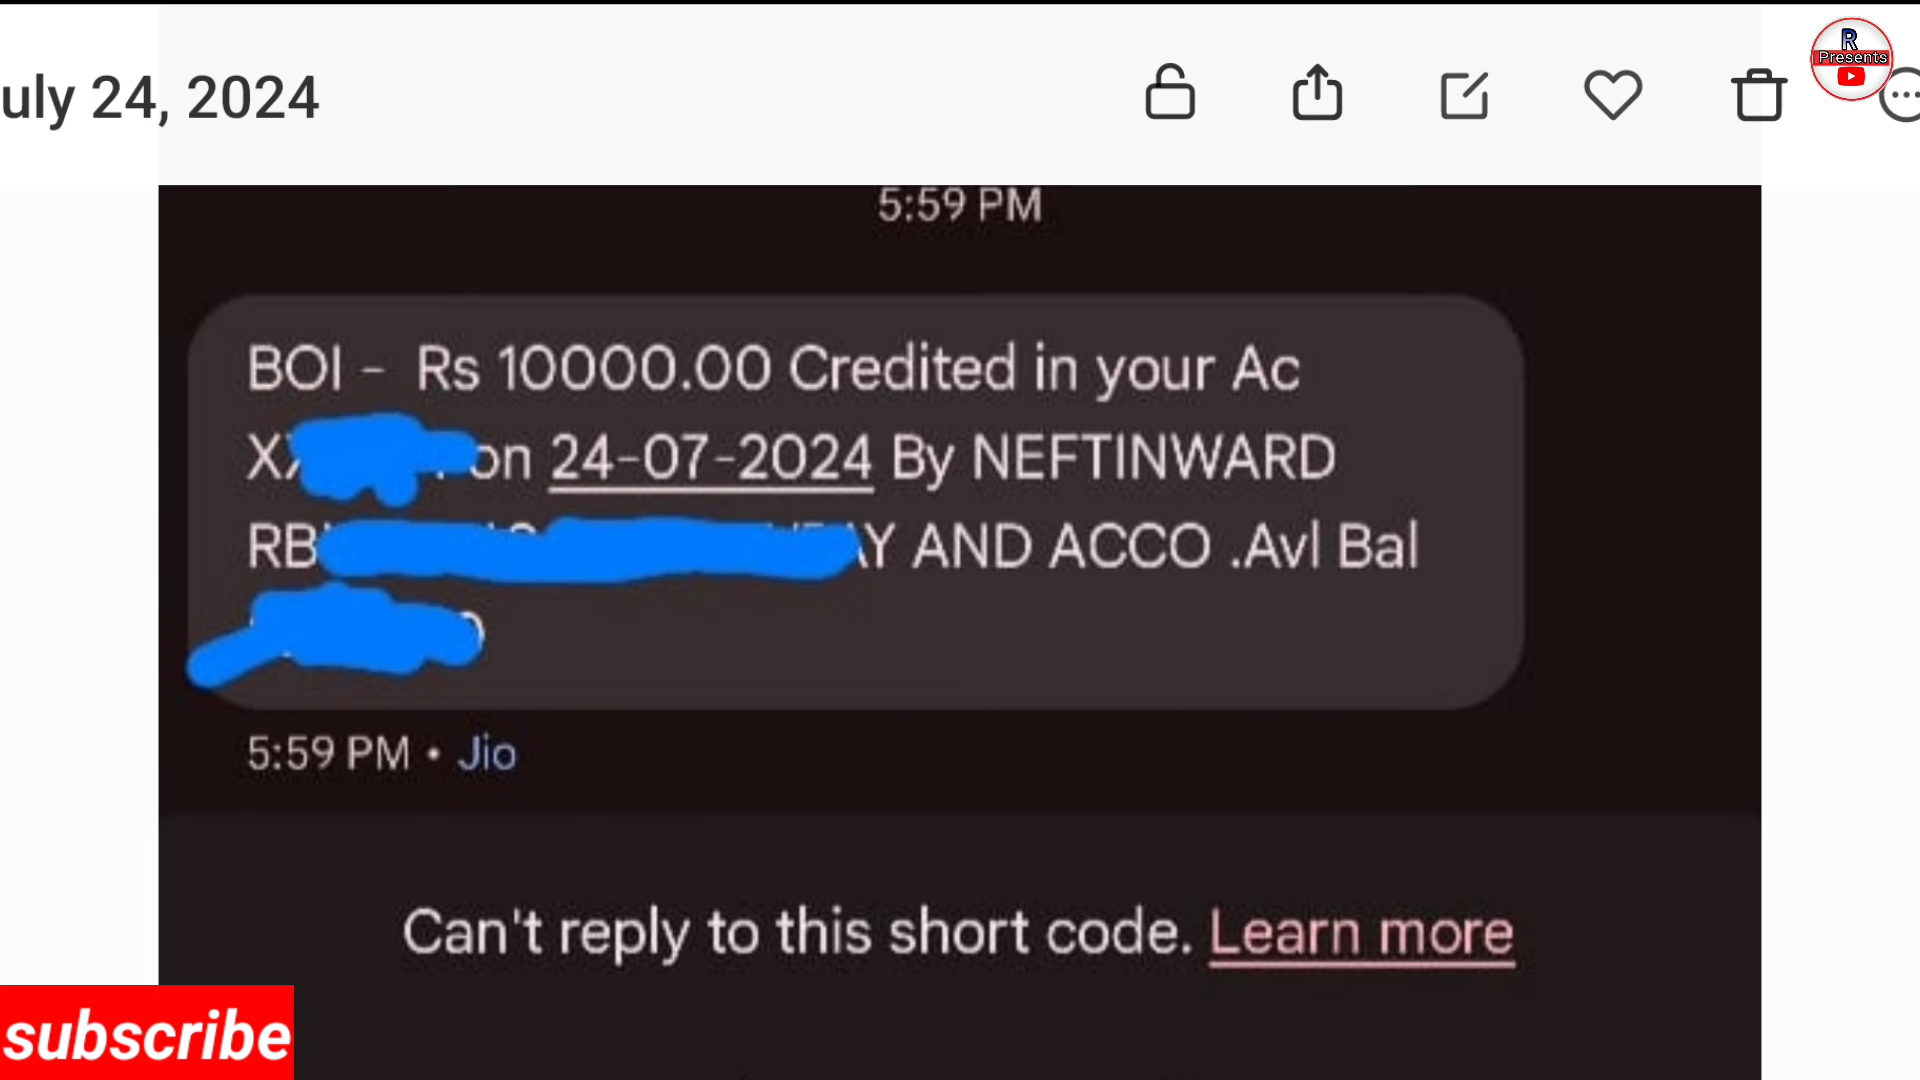 uly 24, 2024
R
Presents
5:59 PM
BOI - Rs 10000.00 Credited in your Ac
on 24-07-2024 By NEFTINWARD
AND ACCO .Avl Bal
5:59 PM • Jio
Can't reply to this short code. Learn more
subscribe